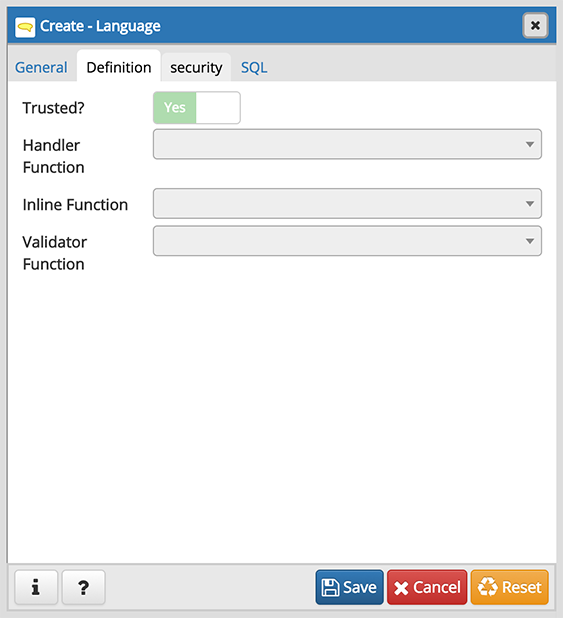 Create - Language
General Definition security SQL
Trusted? Yes
Handler
Function
Inline Function
Validator
Function
i ? Save Cancel Reset